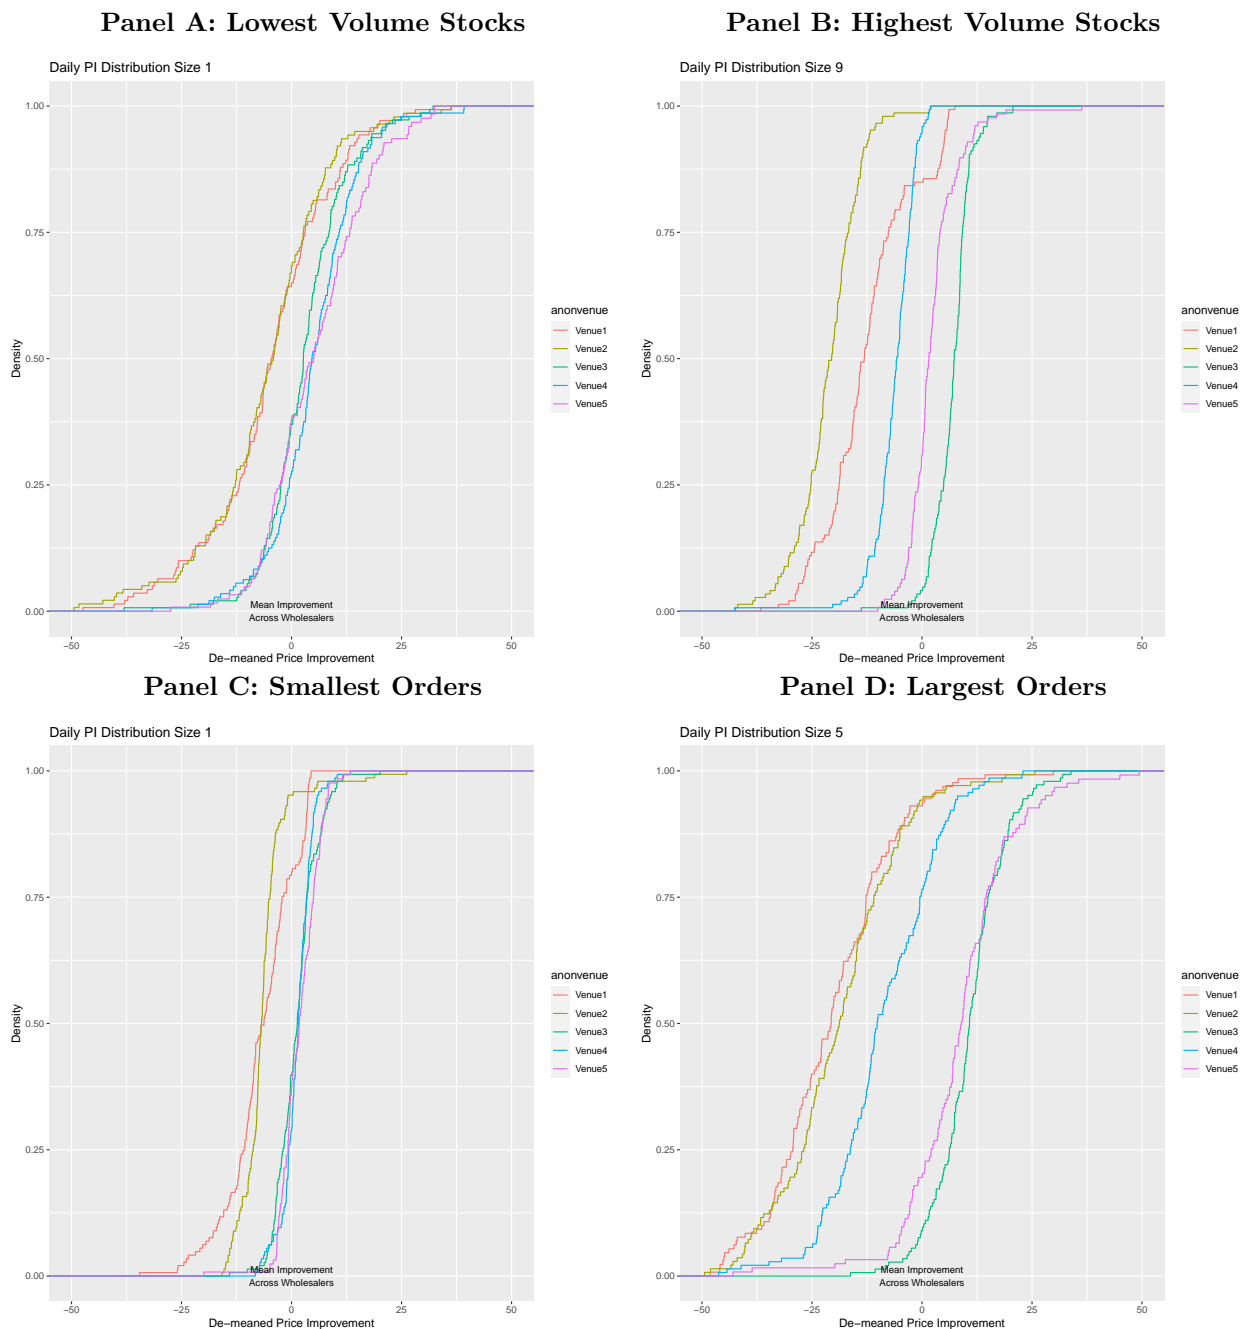 Panel A: Lowest Volume Stocks
Daily PI Distribution Size 1
1.00
0.75
0.50
0.25
0.00
Density
−50
−25
0
25
50
De−meaned Price Improvement
Mean Improvement
Across Wholesalers
anonvenue
Venue1
Venue2
Venue3
Venue4
Venue5
Panel B: Highest Volume Stocks
Daily PI Distribution Size 9
1.00
0.75
0.50
0.25
0.00
Density
−50
−25
0
25
50
De−meaned Price Improvement
Mean Improvement
Across Wholesalers
anonvenue
Venue1
Venue2
Venue3
Venue4
Venue5
Panel C: Smallest Orders
Daily PI Distribution Size 1
1.00
0.75
0.50
0.25
0.00
Density
−50
−25
0
25
50
De−meaned Price Improvement
Mean Improvement
Across Wholesalers
anonvenue
Venue1
Venue2
Venue3
Venue4
Venue5
Panel D: Largest Orders
Daily PI Distribution Size 5
1.00
0.75
0.50
0.25
0.00
Density
−50
−25
0
25
50
De−meaned Price Improvement
Mean Improvement
Across Wholesalers
anonvenue
Venue1
Venue2
Venue3
Venue4
Venue5